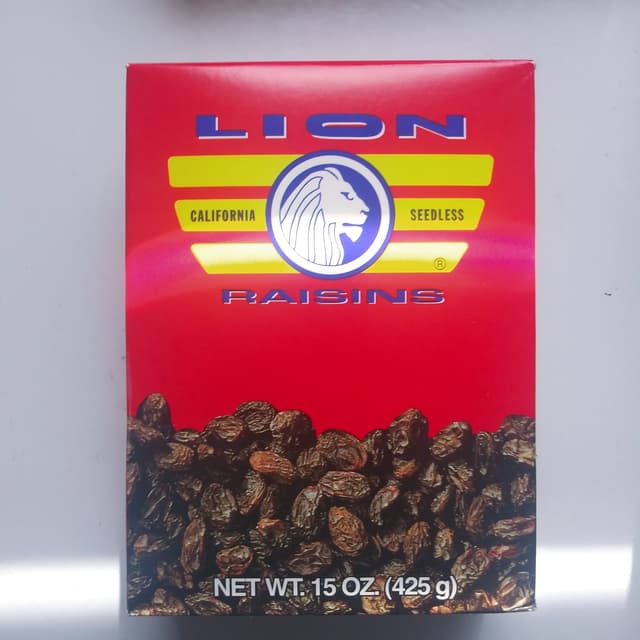 LION
CALIFORNIA SEEDLESS
®
RAISINS
NET WT. 15 OZ. (425 g)